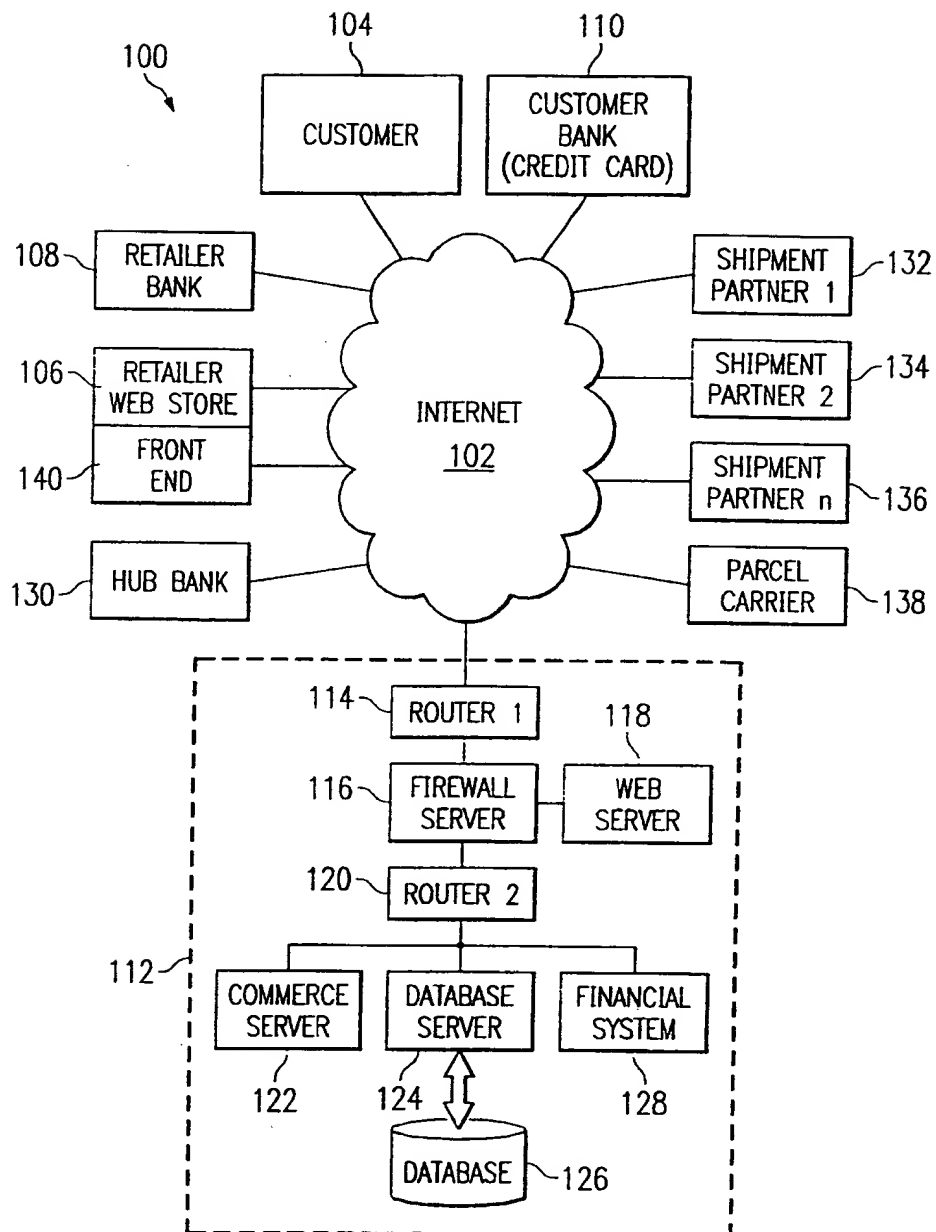 100
104
110
CUSTOMER
CUSTOMER
BANK
(CREDIT CARD)
108
RETAILER
BANK
SHIPMENT
PARTNER 1
132
106
RETAILER
WEB STORE
SHIPMENT
PARTNER 2
134
INTERNET
102
140
FRONT
END
SHIPMENT
PARTNER n
136
130
HUB BANK
PARCEL
CARRIER
138
114
ROUTER 1
118
116
FIREWALL
SERVER
WEB
SERVER
120
ROUTER 2
112
COMMERCE
SERVER
DATABASE
SERVER
FINANCIAL
SYSTEM
122
124
128
DATABASE
126